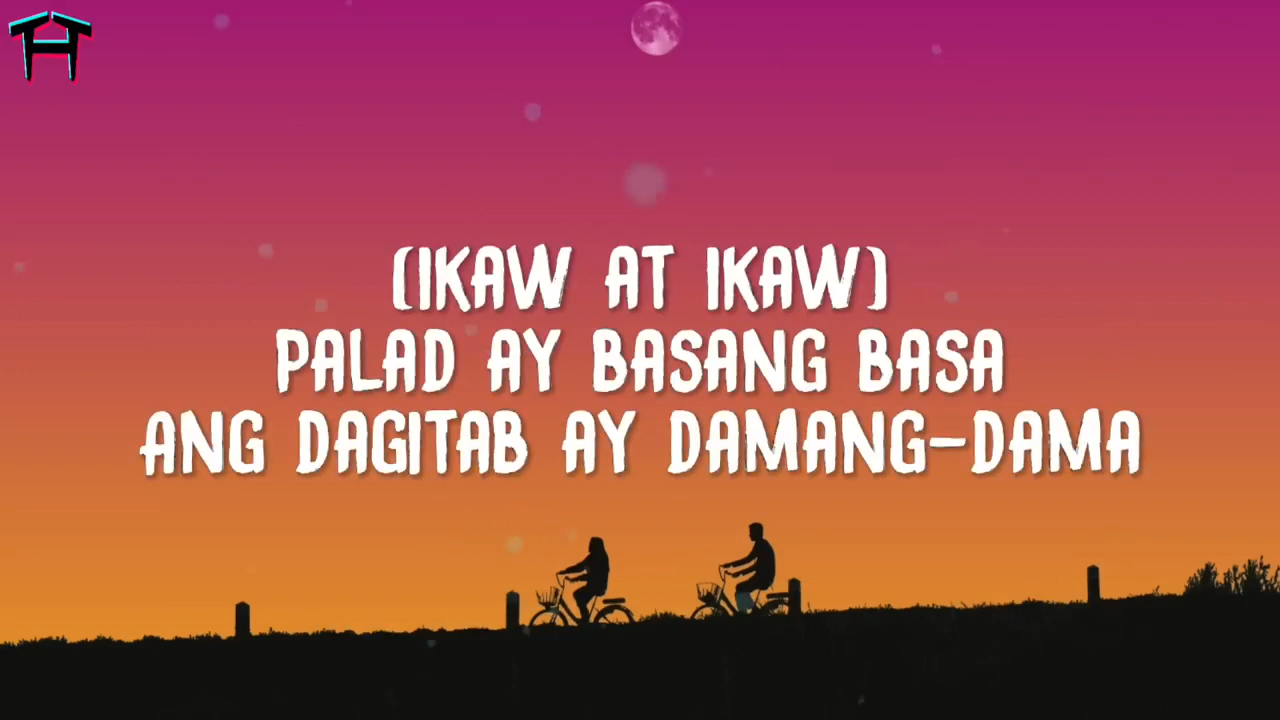 (IKAW AT IKAW)
PALAD AY BASANG BASA
ANG DAGITAB AY DAMANG-DAMA